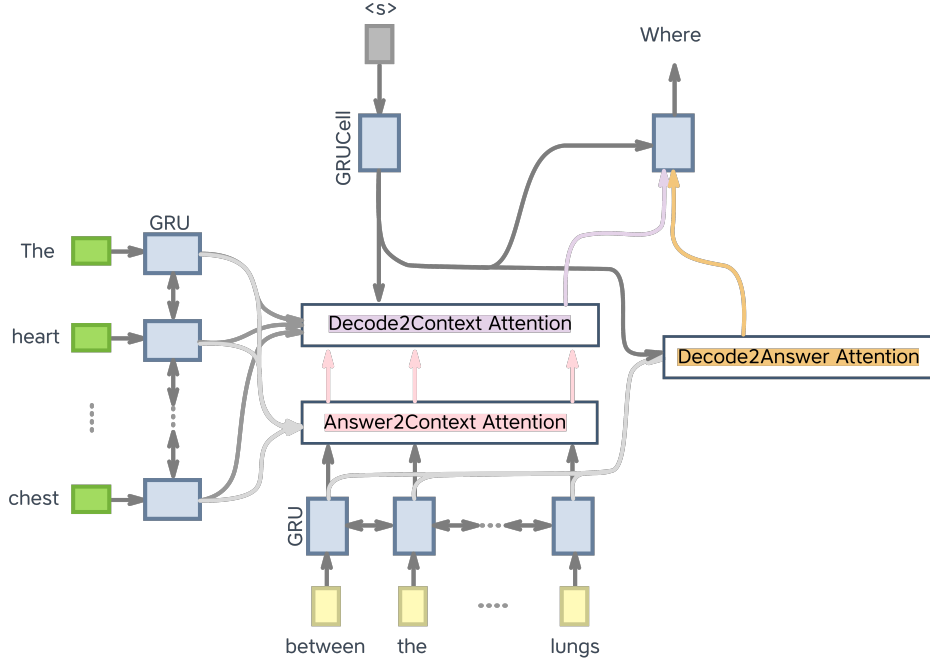 <s>
Where
GRUCell
GRU
The
heart
Decode2Context Attention
Decode2Answer Attention
Answer2Context Attention
chest
GRU
between the lungs